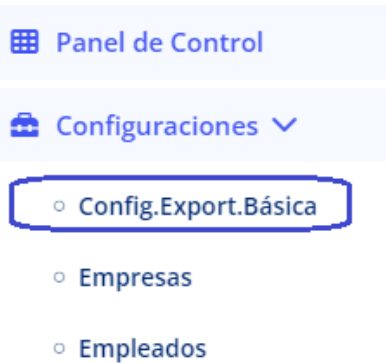 Panel de Control
Configuraciones
Config.Export.Básica
Empresas
Empleados